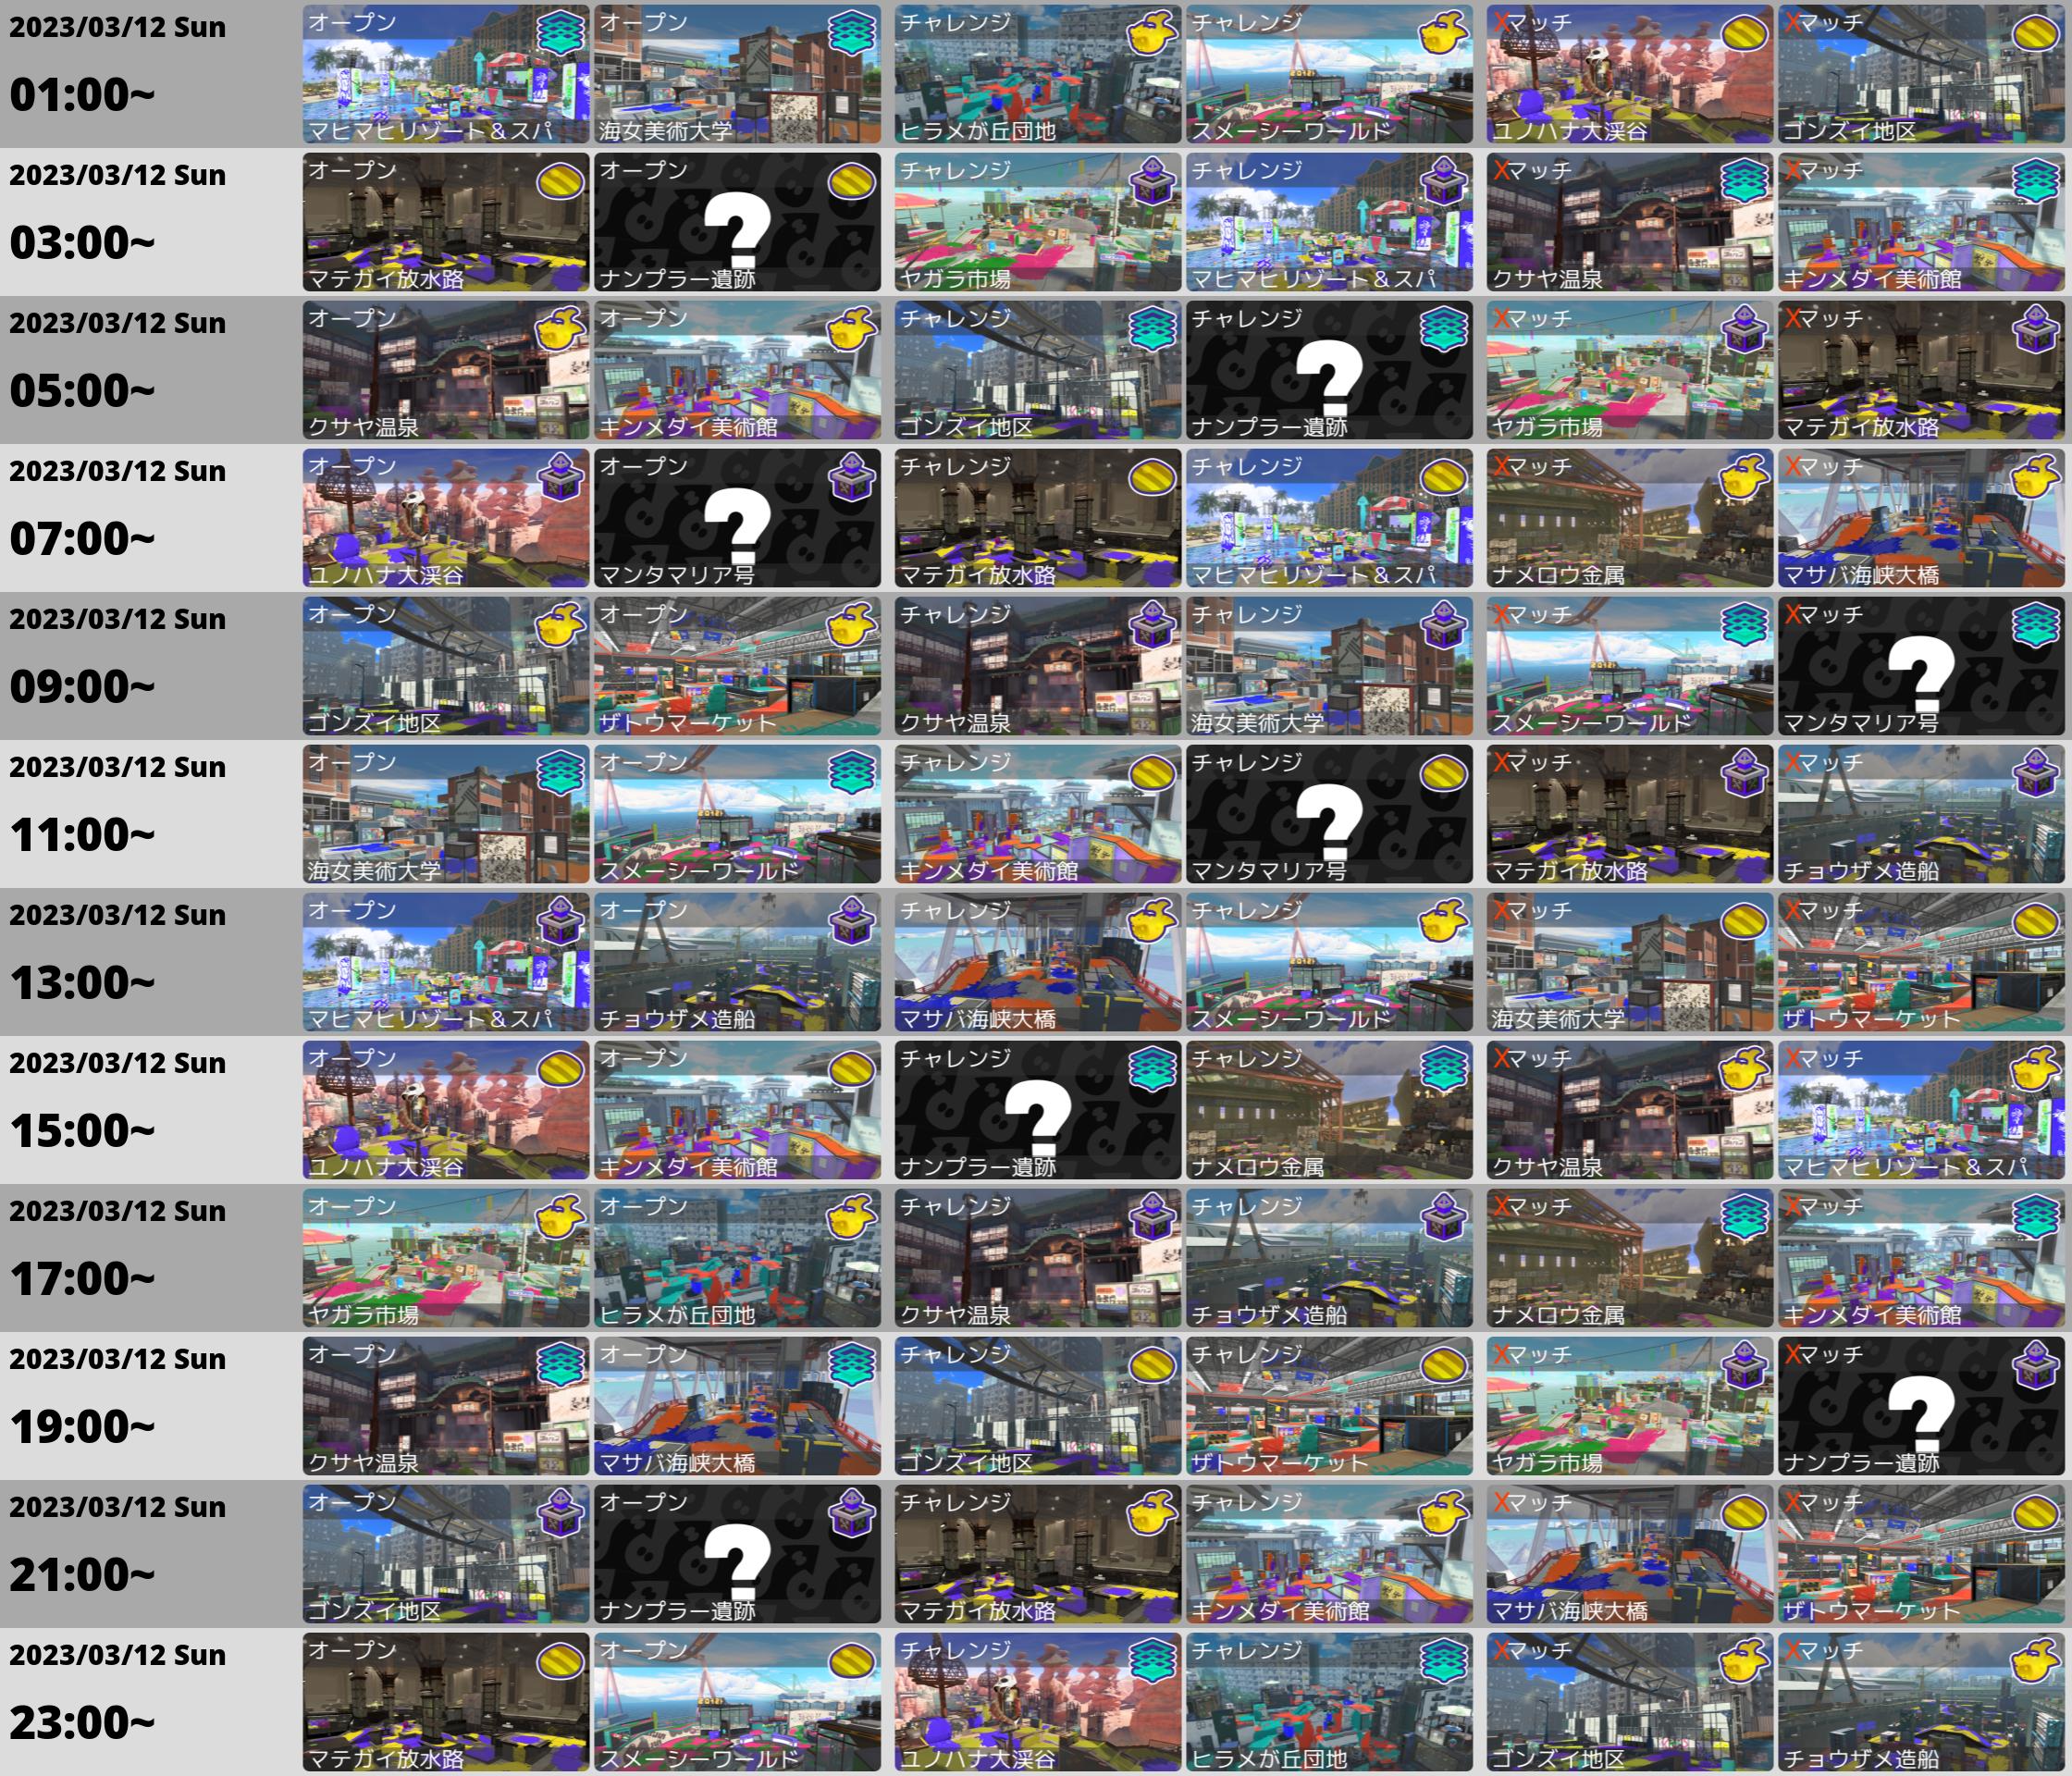 2023/03/12 Sun
01:00~
オープン
マヒマヒリゾート＆スパ
オープン
海女美術大学
チャレンジ
ヒラメが丘団地
チャレンジ
スメーシーワールド
Xマッチ
ユノハナ大渓谷
Xマッチ
ゴンズイ地区
2023/03/12 Sun
03:00~
オープン
マテガイ放水路
オープン
?
ナンプラー遺跡
チャレンジ
ヤガラ市場
チャレンジ
マヒマヒリゾート＆スパ
Xマッチ
クサヤ温泉
Xマッチ
キンメダイ美術館
2023/03/12 Sun
05:00~
オープン
クサヤ温泉
オープン
キンメダイ美術館
チャレンジ
ゴンズイ地区
チャレンジ
?
ナンプラー遺跡
Xマッチ
ヤガラ市場
Xマッチ
マテガイ放水路
2023/03/12 Sun
07:00~
オープン
ユノハナ大渓谷
オープン
?
マンタマリア号
チャレンジ
マテガイ放水路
チャレンジ
マヒマヒリゾート＆スパ
Xマッチ
ナメロウ金属
Xマッチ
マサバ海峡大橋
2023/03/12 Sun
09:00~
オープン
ゴンズイ地区
オープン
ザトウマーケット
チャレンジ
クサヤ温泉
チャレンジ
海女美術大学
Xマッチ
スメーシーワールド
Xマッチ
?
マンタマリア号
2023/03/12 Sun
11:00~
オープン
海女美術大学
オープン
スメーシーワールド
チャレンジ
キンメダイ美術館
チャレンジ
?
マンタマリア号
Xマッチ
マテガイ放水路
Xマッチ
チョウザメ造船
2023/03/12 Sun
13:00~
オープン
マヒマヒリゾート＆スパ
オープン
チョウザメ造船
チャレンジ
マサバ海峡大橋
チャレンジ
スメーシーワールド
Xマッチ
海女美術大学
Xマッチ
ザトウマーケット
2023/03/12 Sun
15:00~
オープン
ユノハナ大渓谷
オープン
キンメダイ美術館
チャレンジ
?
ナンプラー遺跡
チャレンジ
ナメロウ金属
Xマッチ
クサヤ温泉
Xマッチ
マヒマヒリゾート＆スパ
2023/03/12 Sun
17:00~
オープン
ヤガラ市場
オープン
ヒラメが丘団地
チャレンジ
クサヤ温泉
チャレンジ
チョウザメ造船
Xマッチ
ナメロウ金属
Xマッチ
キンメダイ美術館
2023/03/12 Sun
19:00~
オープン
クサヤ温泉
オープン
マサバ海峡大橋
チャレンジ
ゴンズイ地区
チャレンジ
ザトウマーケット
Xマッチ
ヤガラ市場
Xマッチ
?
ナンプラー遺跡
2023/03/12 Sun
21:00~
オープン
ゴンズイ地区
オープン
?
ナンプラー遺跡
チャレンジ
マテガイ放水路
チャレンジ
キンメダイ美術館
Xマッチ
マサバ海峡大橋
Xマッチ
ザトウマーケット
2023/03/12 Sun
23:00~
オープン
マテガイ放水路
オープン
スメーシーワールド
チャレンジ
ユノハナ大渓谷
チャレンジ
ヒラメが丘団地
Xマッチ
ゴンズイ地区
Xマッチ
チョウザメ造船